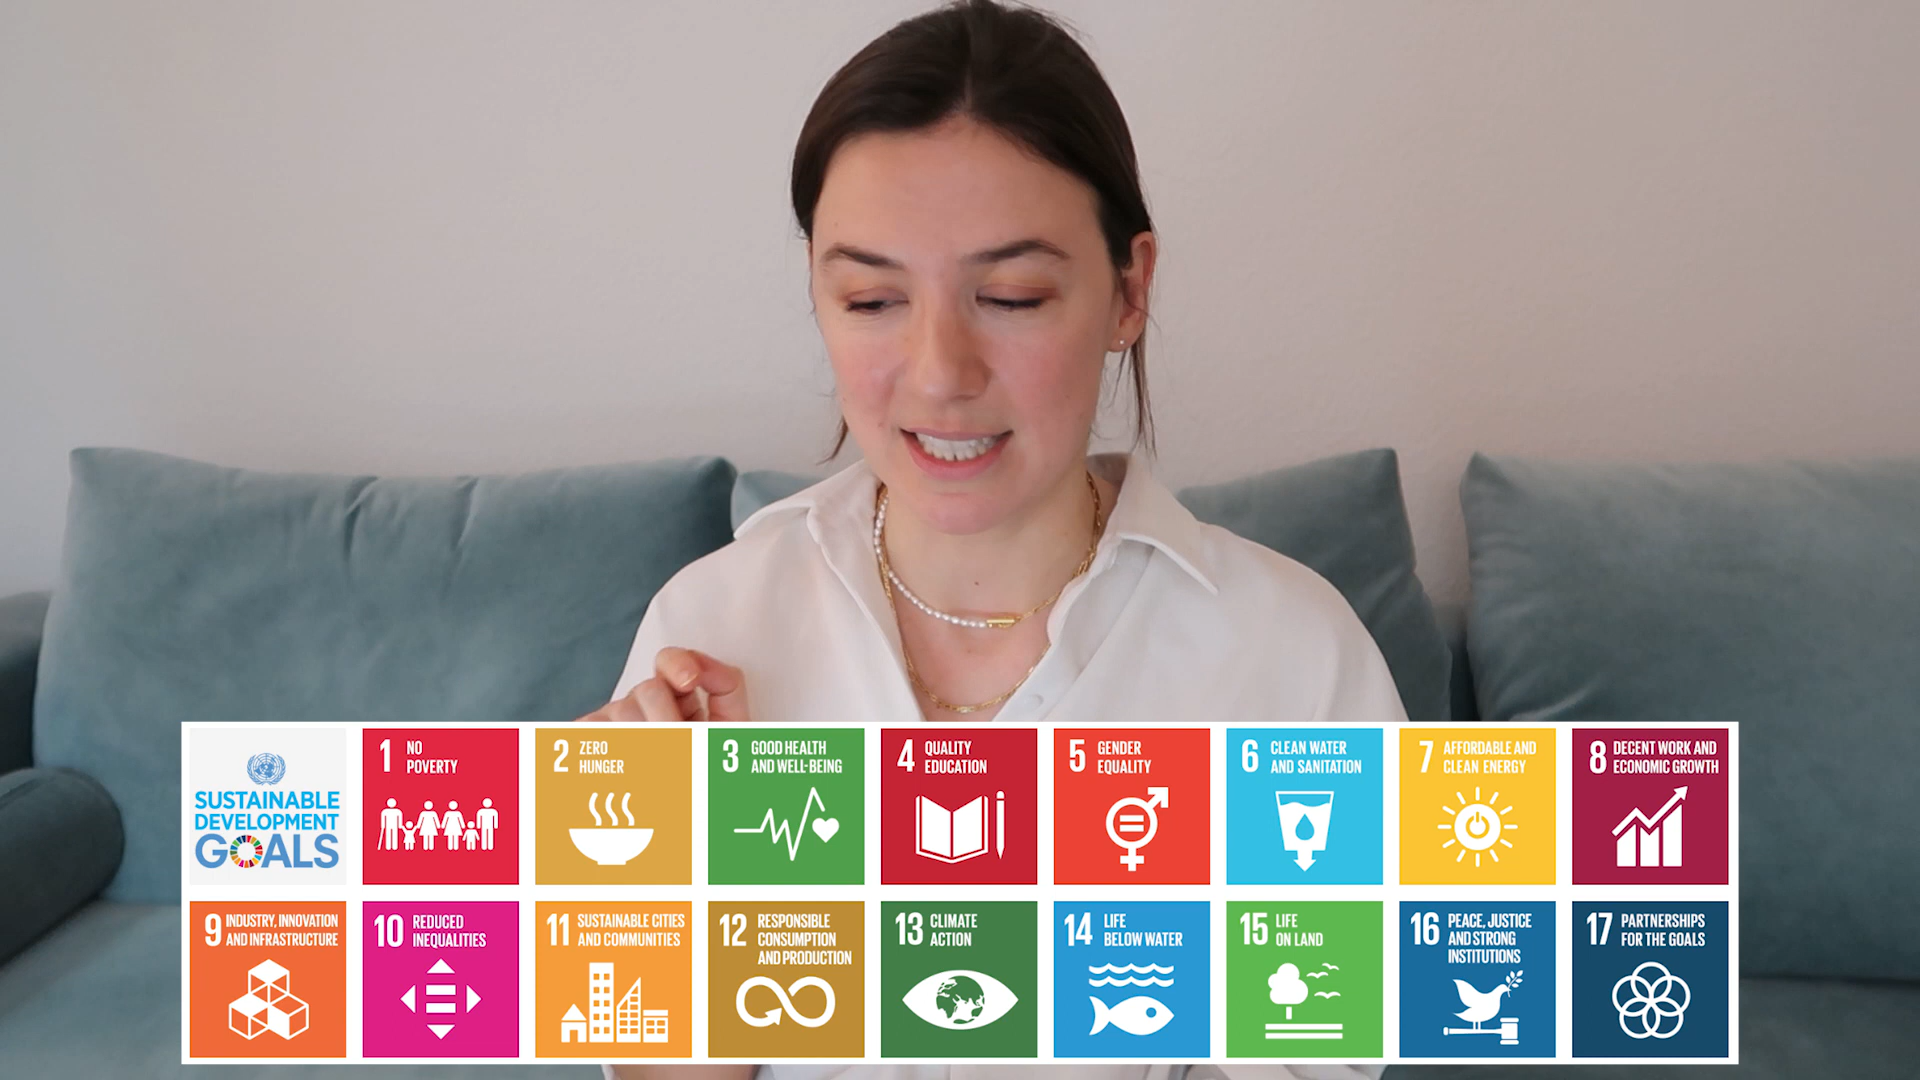 SUSTAINABLE
DEVELOPMENT
GOALS
1 NO
POVERTY
2 ZERO
HUNGER
3 GOOD HEALTH
AND WELL-BEING
4 QUALITY
EDUCATION
5 GENDER
EQUALITY
6 CLEAN WATER
AND SANITATION
7 AFFORDABLE AND
CLEAN ENERGY
8 DECENT WORK AND
ECONOMIC GROWTH
9 INDUSTRY, INNOVATION
AND INFRASTRUCTURE
10 REDUCED
INEQUALITIES
11 SUSTAINABLE CITIES
AND COMMUNITIES
12 RESPONSIBLE
CONSUMPTION
AND PRODUCTION
13 CLIMATE
ACTION
14 LIFE
BELOW WATER
15 LIFE
ON LAND
16 PEACE, JUSTICE
AND STRONG
INSTITUTIONS
17 PARTNERSHIPS
FOR THE GOALS